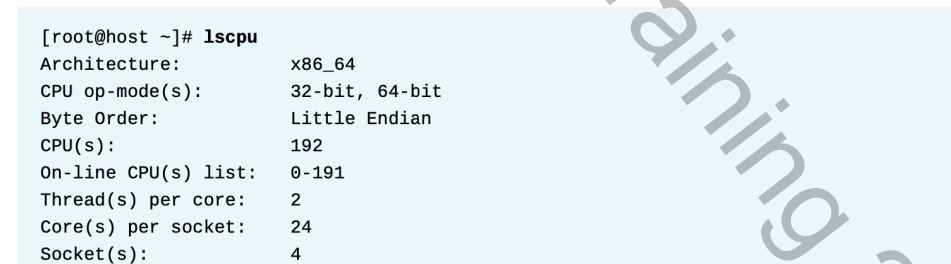 [root@host ~]# lscpu
Architecture: x86_64
CPU op-mode(s): 32-bit, 64-bit
Byte Order: Little Endian
CPU(s): 192
On-line CPU(s) list: 0-191
Thread(s) per core: 2
Core(s) per socket: 24
Socket(s): 4
aining